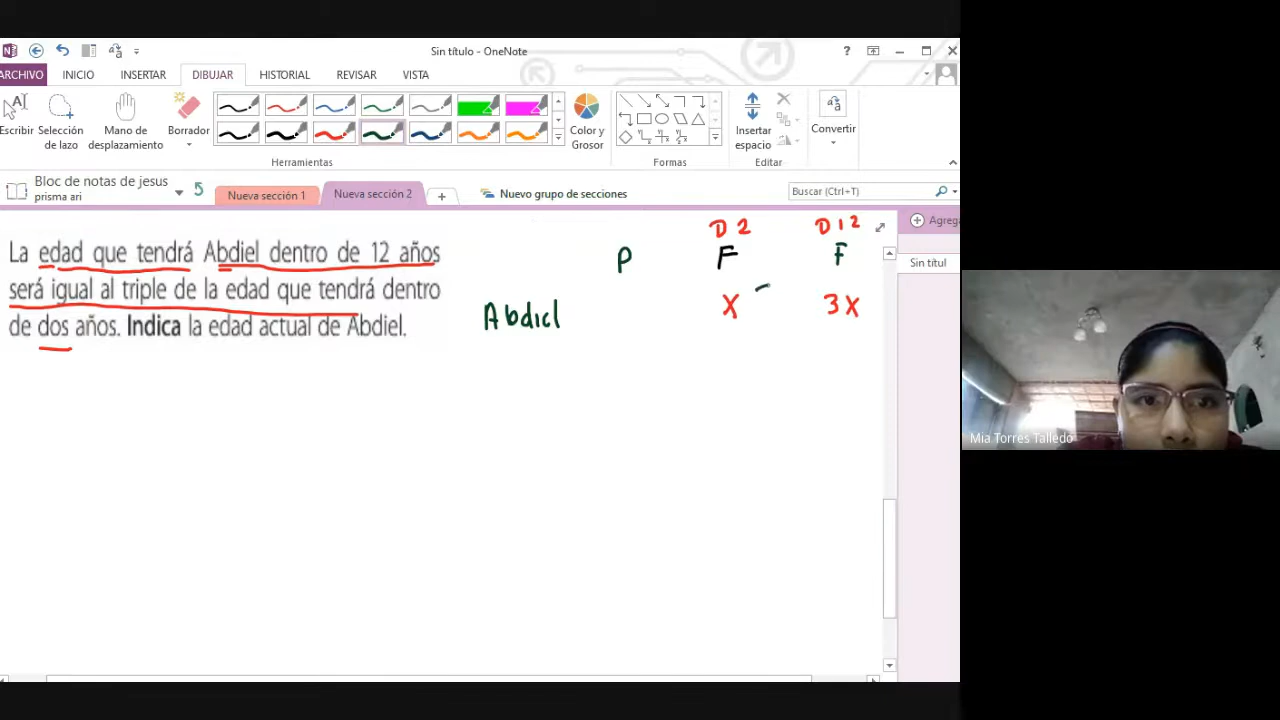 Sin título - OneNote
ARCHIVO INICIO INSERTAR DIBUJAR HISTORIAL REVISAR VISTA
Escribir Selección de lazo Mano de desplazamiento Borrador Color y Grosor Insertar espacio Convertir
Herramientas Formas Editar
Bloc de notas de jesus
prisma ari
Nueva sección 1 Nueva sección 2 Nuevo grupo de secciones Buscar (Ctrl+T)
Agrega
Sin títul
La edad que tendrá Abdiel dentro de 12 años
será igual al triple de la edad que tendrá dentro
de dos años. Indica la edad actual de Abdiel.
D 2 D 12
P F F
Abdiel X 3X
Mia Torres Talledo